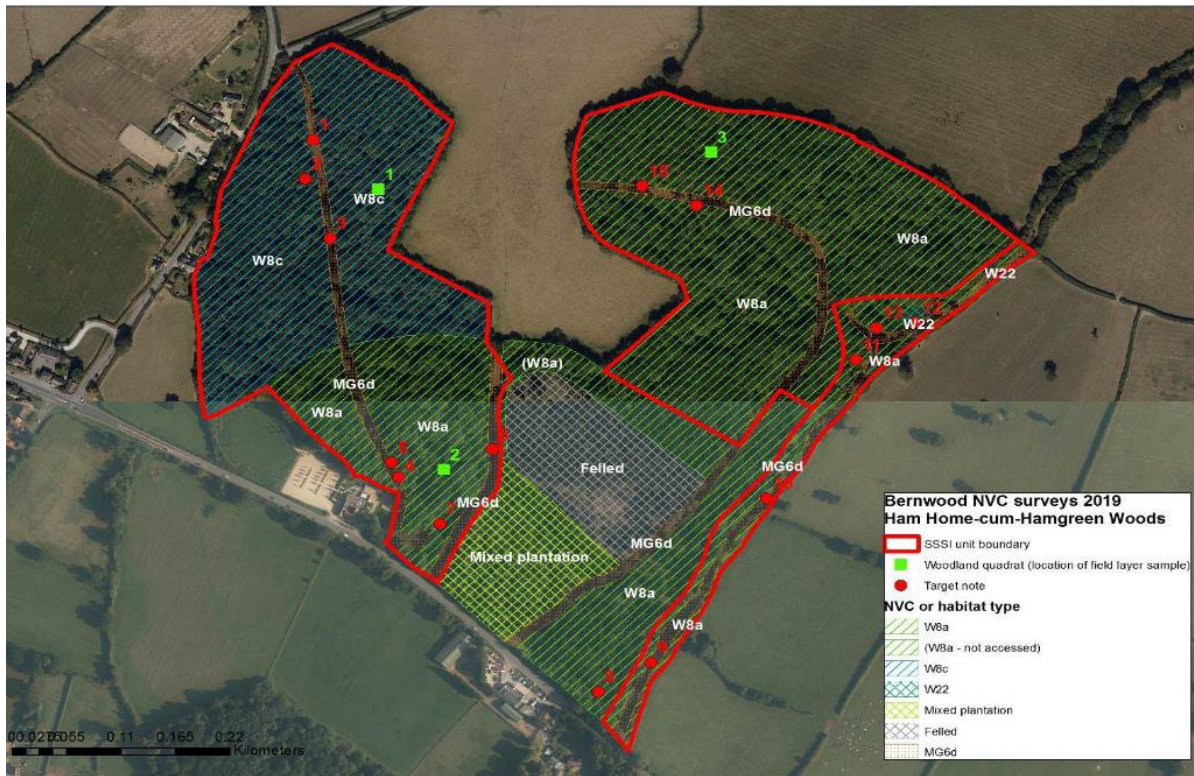 1
2
3
1
W8c
W8c
3
15
14
MG6d
W8a
W8a
W22
12
13
W22
11
W8a
(W8a)
MG6d
W8a
W8a
5
2
Felled
MG6d
MG6d
7
Mixed plantation
MG6d
W8a
W8a
9
8
Bernwood NVC surveys 2019
Ham Home-cum-Hamgreen Woods
SSSI unit boundary
Woodland quadrat (location of field layer sample)
Target note
NVC or habitat type
W8a
(W8a - not accessed)
W8c
W22
Mixed plantation
Felled
MG6d
0.11 0.165 0.22
Kilometers